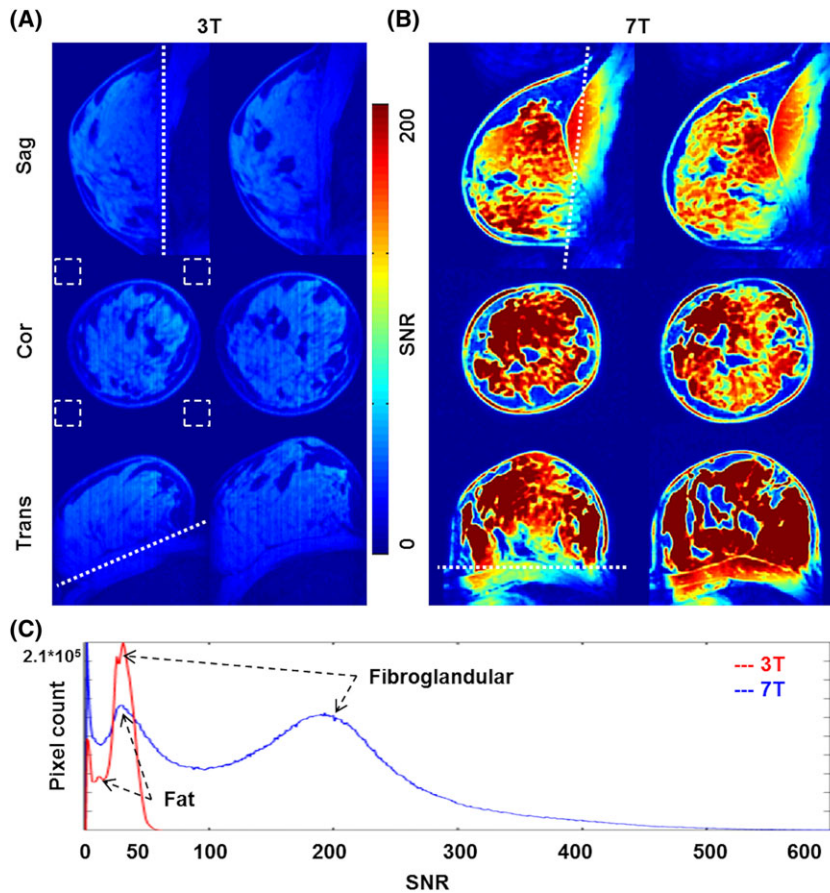 (A)
3T
(B)
7T
Sag
Cor
Trans
200
SNR
0
(C)
2.1*10⁵
Pixel count
Fibroglandular
Fat
--- 3T
--- 7T
0 50 100 200 300 400 500 600
SNR